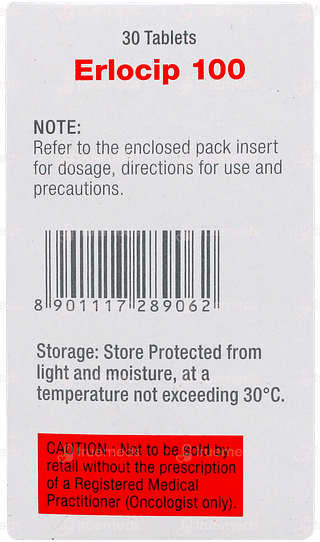 30 Tablets
Erlocip 100
NOTE:
Refer to the enclosed pack insert
for dosage, directions for use and
precautions.
8 901117 289062
Storage: Store Protected from
light and moisture, at a
temperature not exceeding 30°C.
CAUTION : Not to be sold by
retail without the prescription
of a Registered Medical
Practitioner (Oncologist only).
truemeds